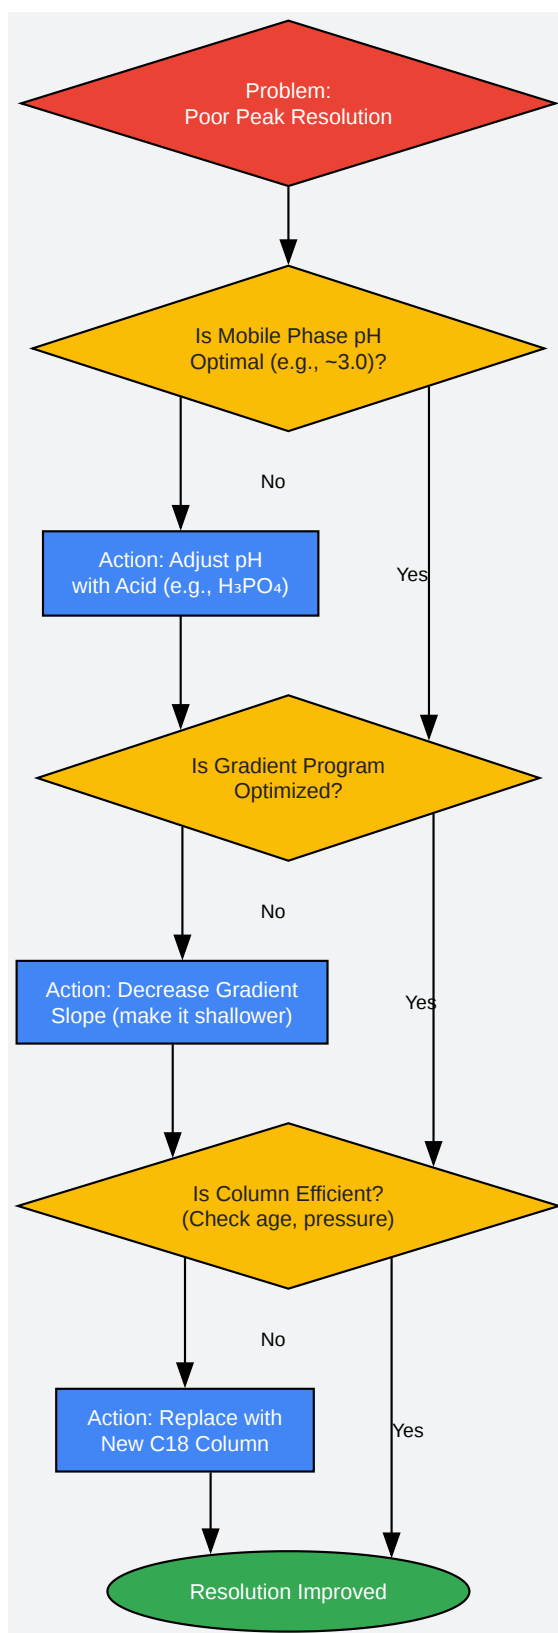 Problem:
Poor Peak Resolution
Is Mobile Phase pH
Optimal (e.g., ~3.0)?
No
Action: Adjust pH
with Acid (e.g., H₃PO₄)
Yes
Is Gradient Program
Optimized?
No
Action: Decrease Gradient
Slope (make it shallower)
Yes
Is Column Efficient?
(Check age, pressure)
No
Action: Replace with
New C18 Column
Yes
Resolution Improved